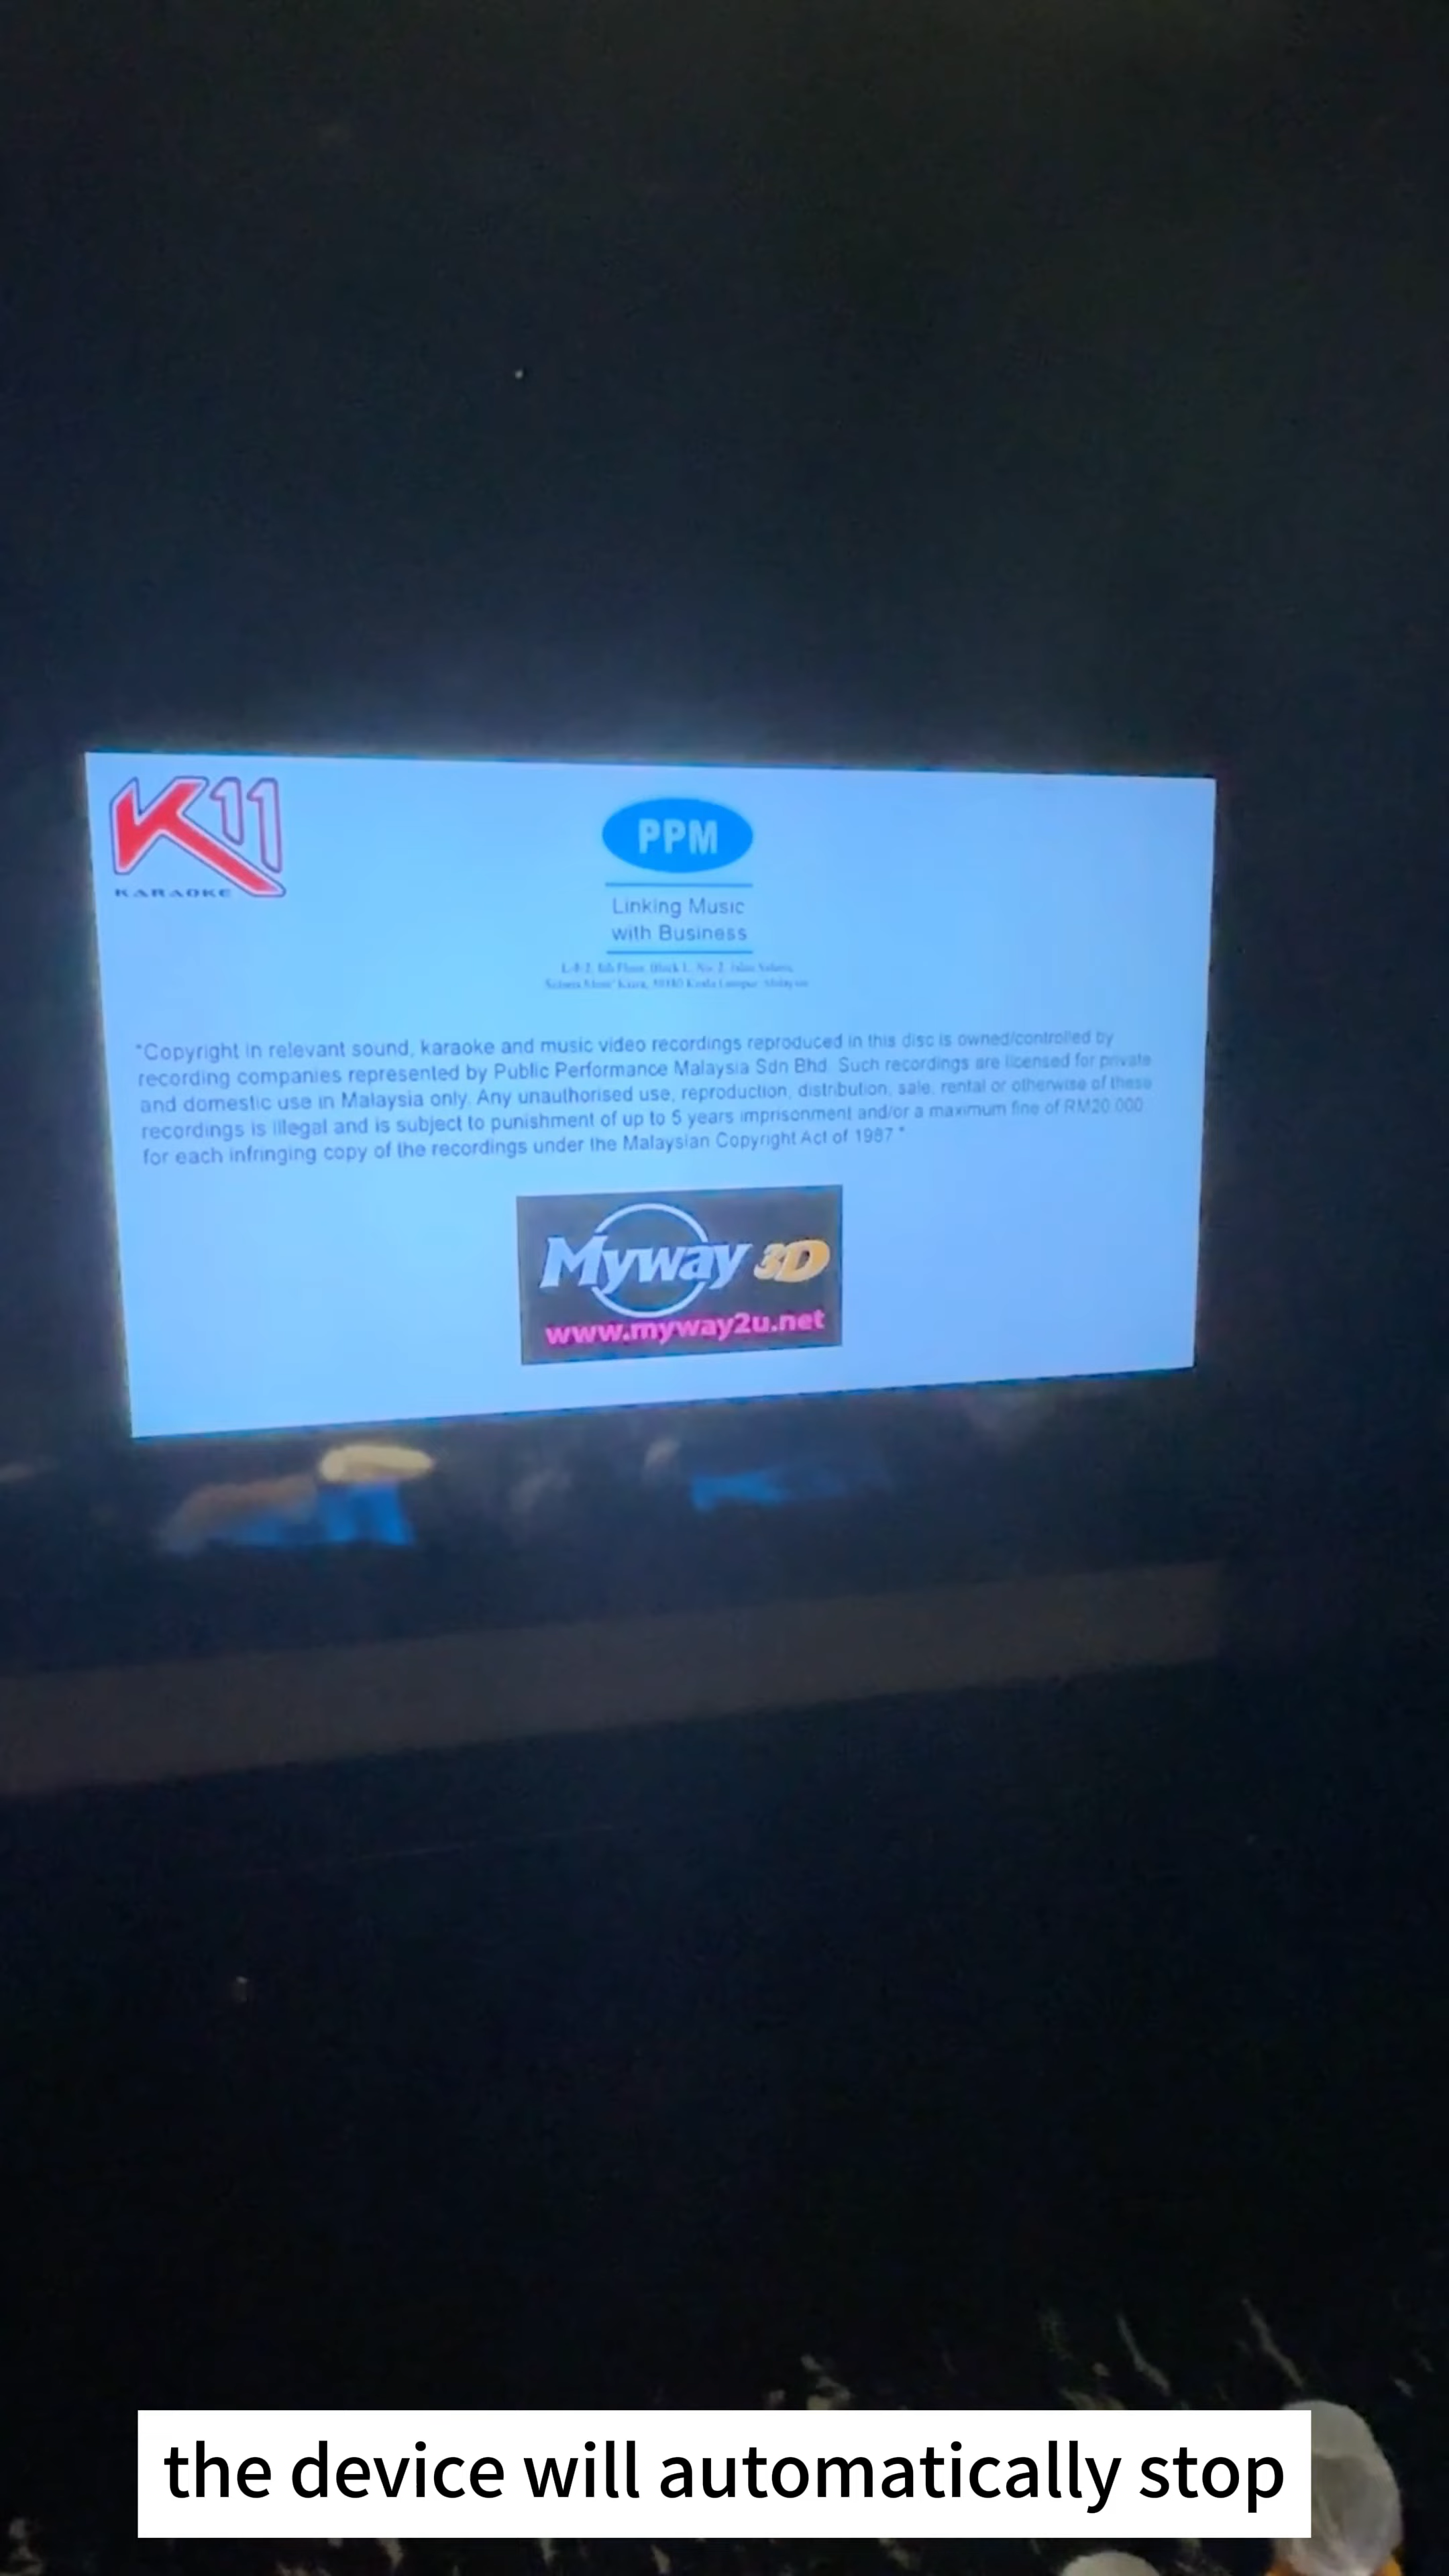 K11
KARAOKE
PPM
Linking Music
with Business
"Copyright in relevant sound, karaoke and music video recordings reproduced in this disc is owned/controlled by
recording companies represented by Public Performance Malaysia Sdn Bhd. Such recordings are licensed for private
and domestic use in Malaysia only. Any unauthorised use, reproduction, distribution, sale, rental or otherwise of these
recordings is illegal and is subject to punishment of up to 5 years imprisonment and/or a maximum fine of RM20,000
for each infringing copy of the recordings under the Malaysian Copyright Act of 1987."
Myway 3D
www.myway2u.net
the device will automatically stop